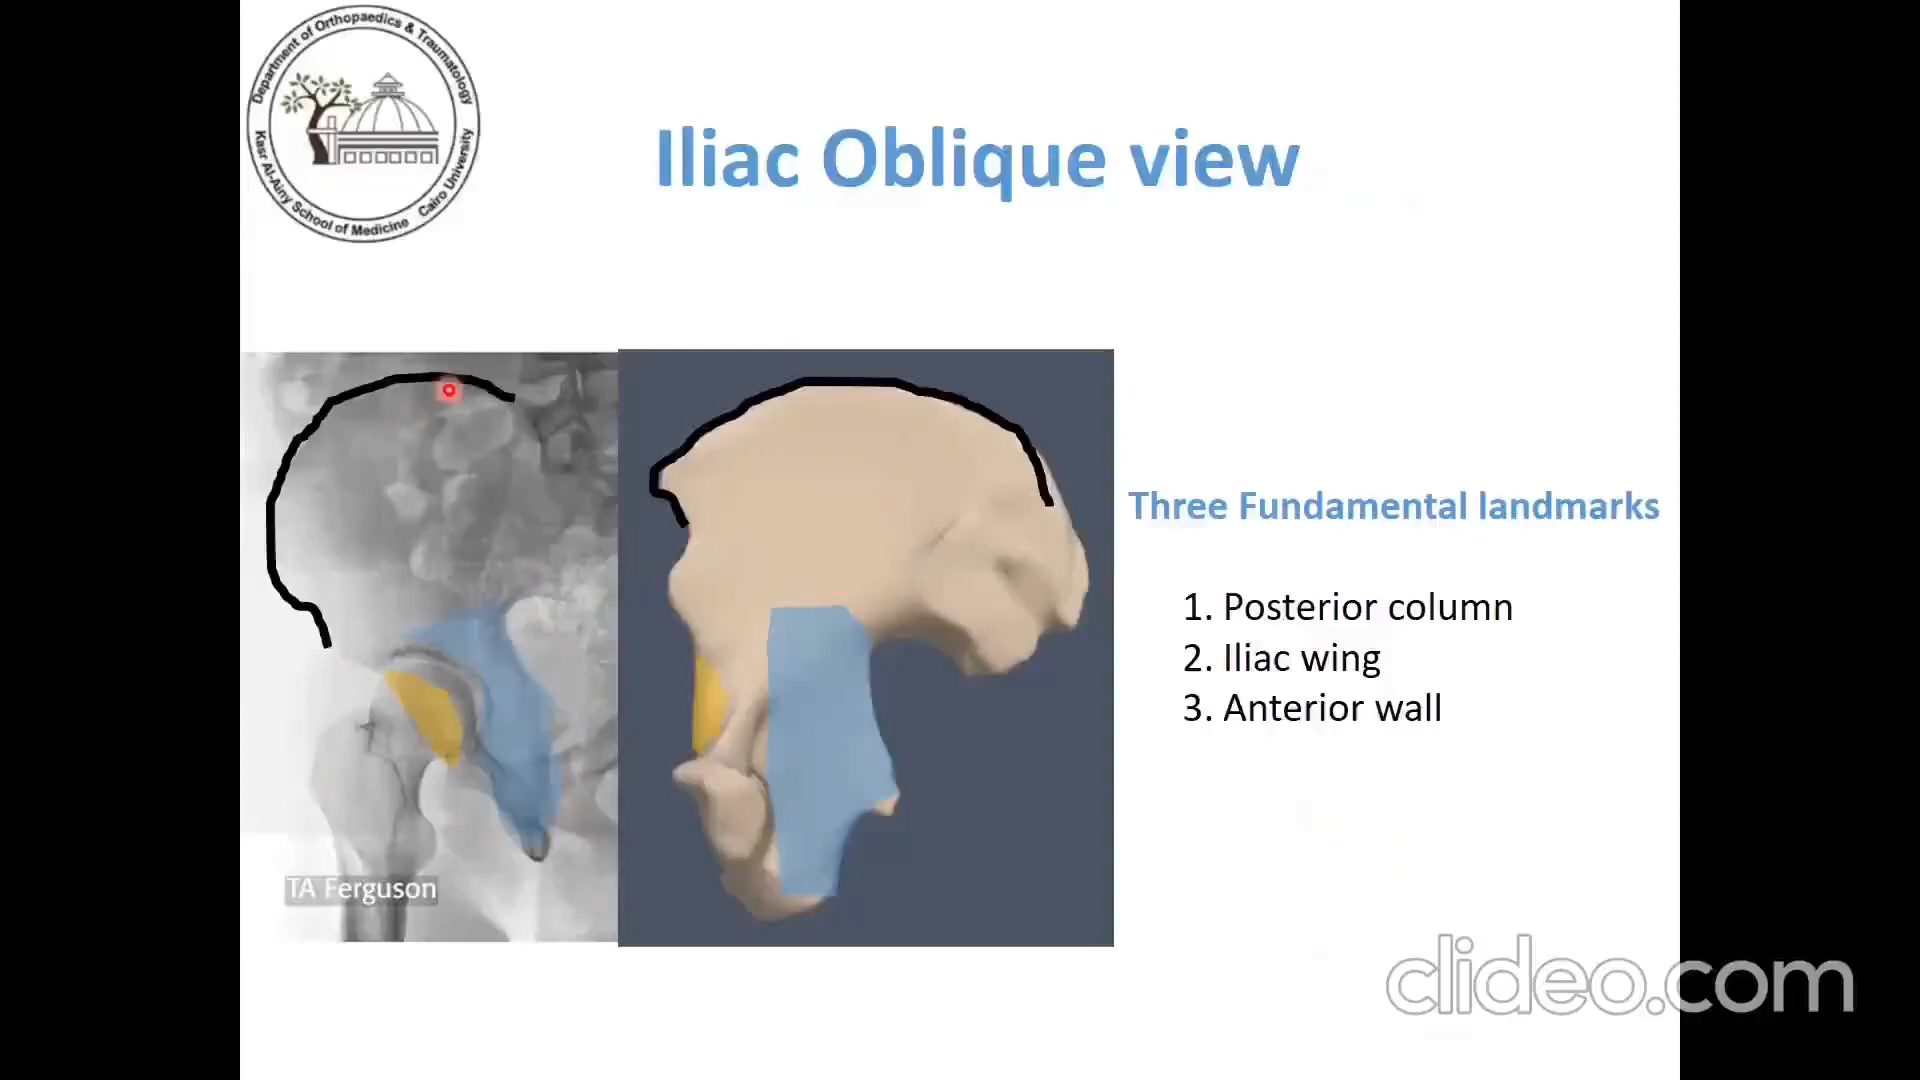 Department of Orthopaedics & Traumatology
Kasr Al-Ainy School of Medicine Cairo University
Iliac Oblique view
Three Fundamental landmarks
1. Posterior column
2. Iliac wing
3. Anterior wall
TA Ferguson
clideo.com